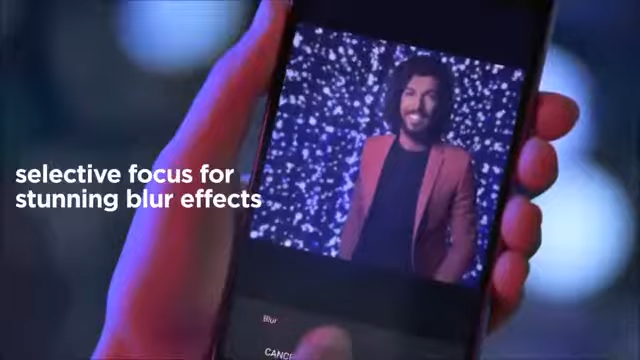 selective focus for
stunning blur effects
Blur